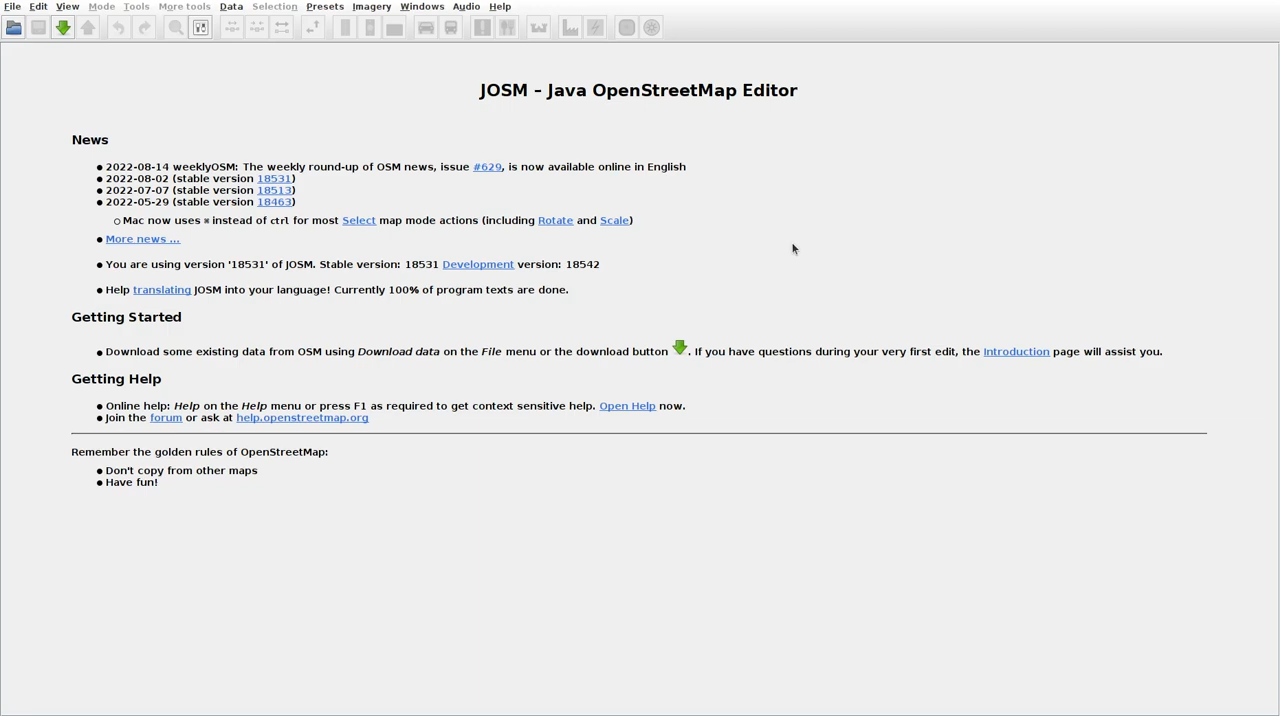 File Edit View Mode Tools More tools Data Selection Presets Imagery Windows Audio Help
JOSM – Java OpenStreetMap Editor
News
2022-08-14 weeklyOSM: The weekly round-up of OSM news, issue #629, is now available online in English
2022-08-02 (stable version 18531)
2022-07-07 (stable version 18513)
2022-05-29 (stable version 18463)
Mac now uses ⌘ instead of ctrl for most Select map mode actions (including Rotate and Scale)
More news ...
You are using version '18531' of JOSM. Stable version: 18531 Development version: 18542
Help translating JOSM into your language! Currently 100% of program texts are done.
Getting Started
Download some existing data from OSM using Download data on the File menu or the download button . If you have questions during your very first edit, the Introduction page will assist you.
Getting Help
Online help: Help on the Help menu or press F1 as required to get context sensitive help. Open Help now.
Join the forum or ask at help.openstreetmap.org
Remember the golden rules of OpenStreetMap:
Don't copy from other maps
Have fun!